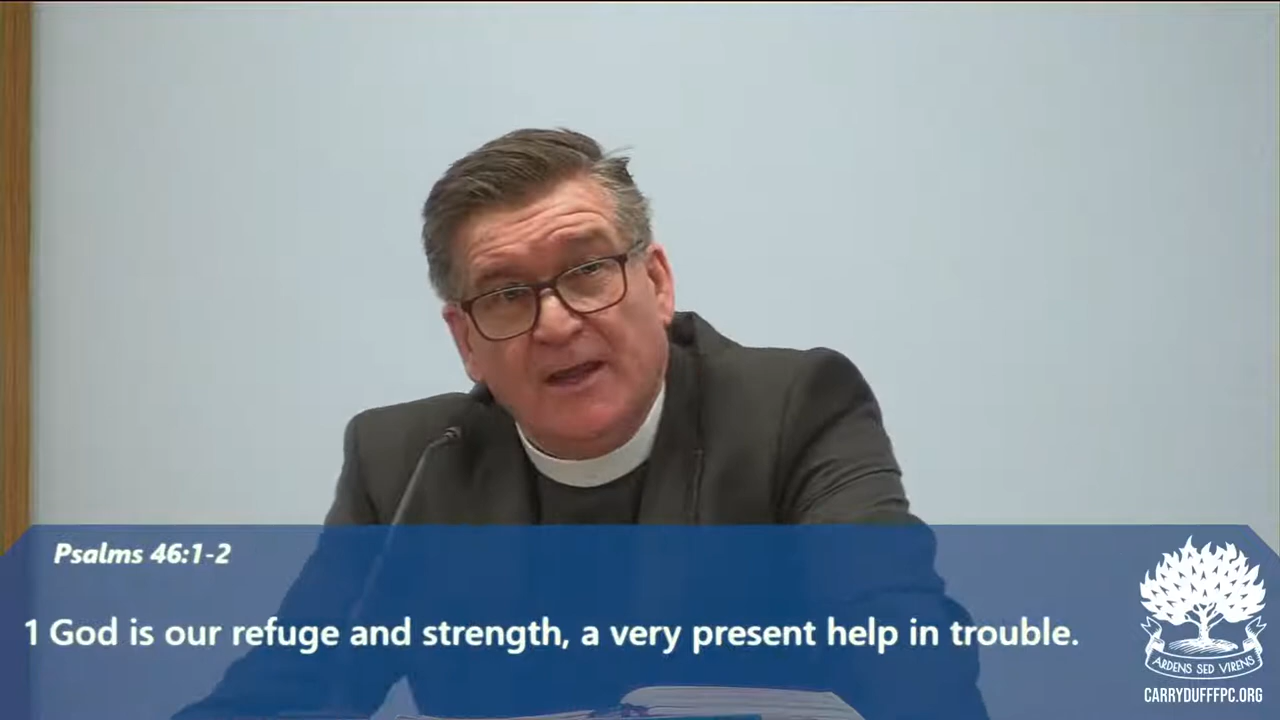 Psalms 46:1-2
1 God is our refuge and strength, a very present help in trouble.
ARDENS SED VIRENS
CARRYDUFFFPC.ORG